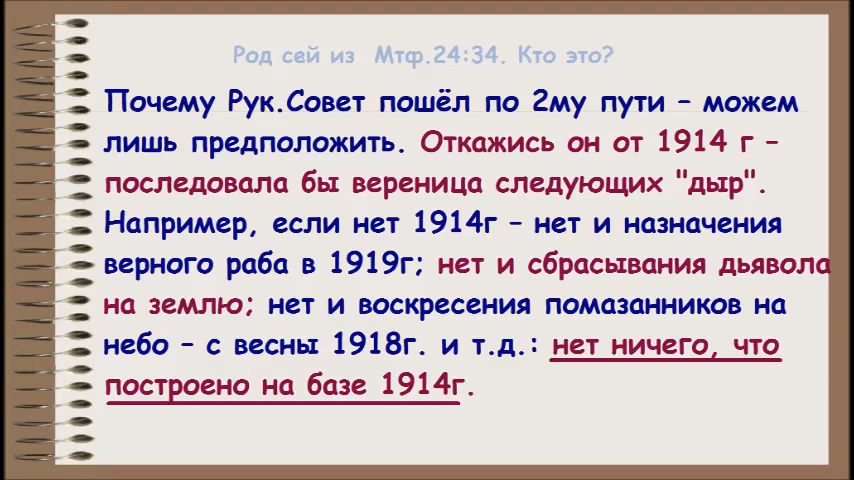 Род сей из Мтф.24:34. Кто это?
Почему Рук.Совет пошёл по 2му пути – можем
лишь предположить. Откажись он от 1914 г –
последовала бы вереница следующих "дыр".
Например, если нет 1914г – нет и назначения
верного раба в 1919г; нет и сбрасывания дьявола
на землю; нет и воскресения помазанников на
небо – с весны 1918г. и т.д.: нет ничего, что
построено на базе 1914г.